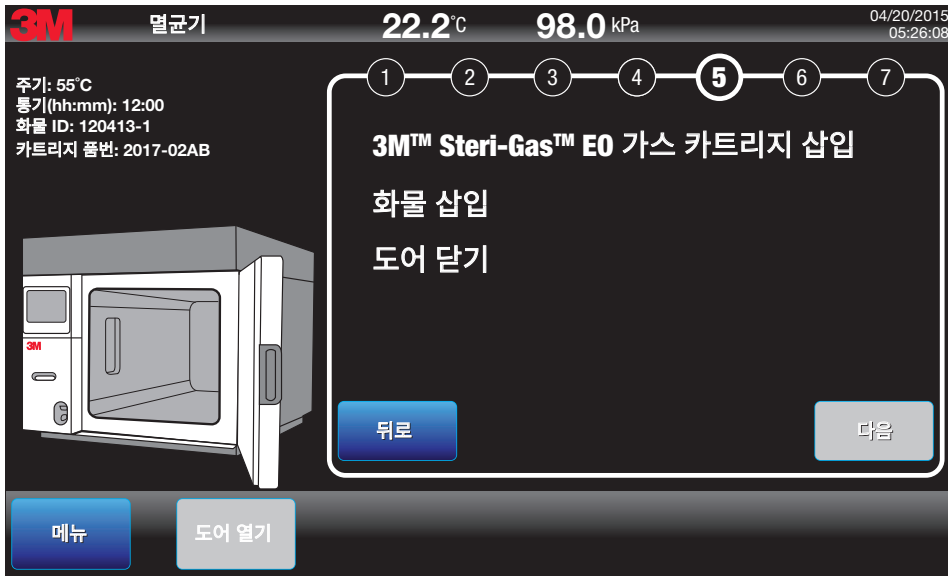 3M 멸균기 22.2°C 98.0 kPa 04/20/2015
05:26:08
주기: 55°C
통기(hh:mm): 12:00
화물 ID: 120413-1
카트리지 품번: 2017-02AB
1 2 3 4 5 6 7
3M™ Steri-Gas™ EO 가스 카트리지 삽입
화물 삽입
도어 닫기
3M
뒤로 다음
메뉴 도어 열기